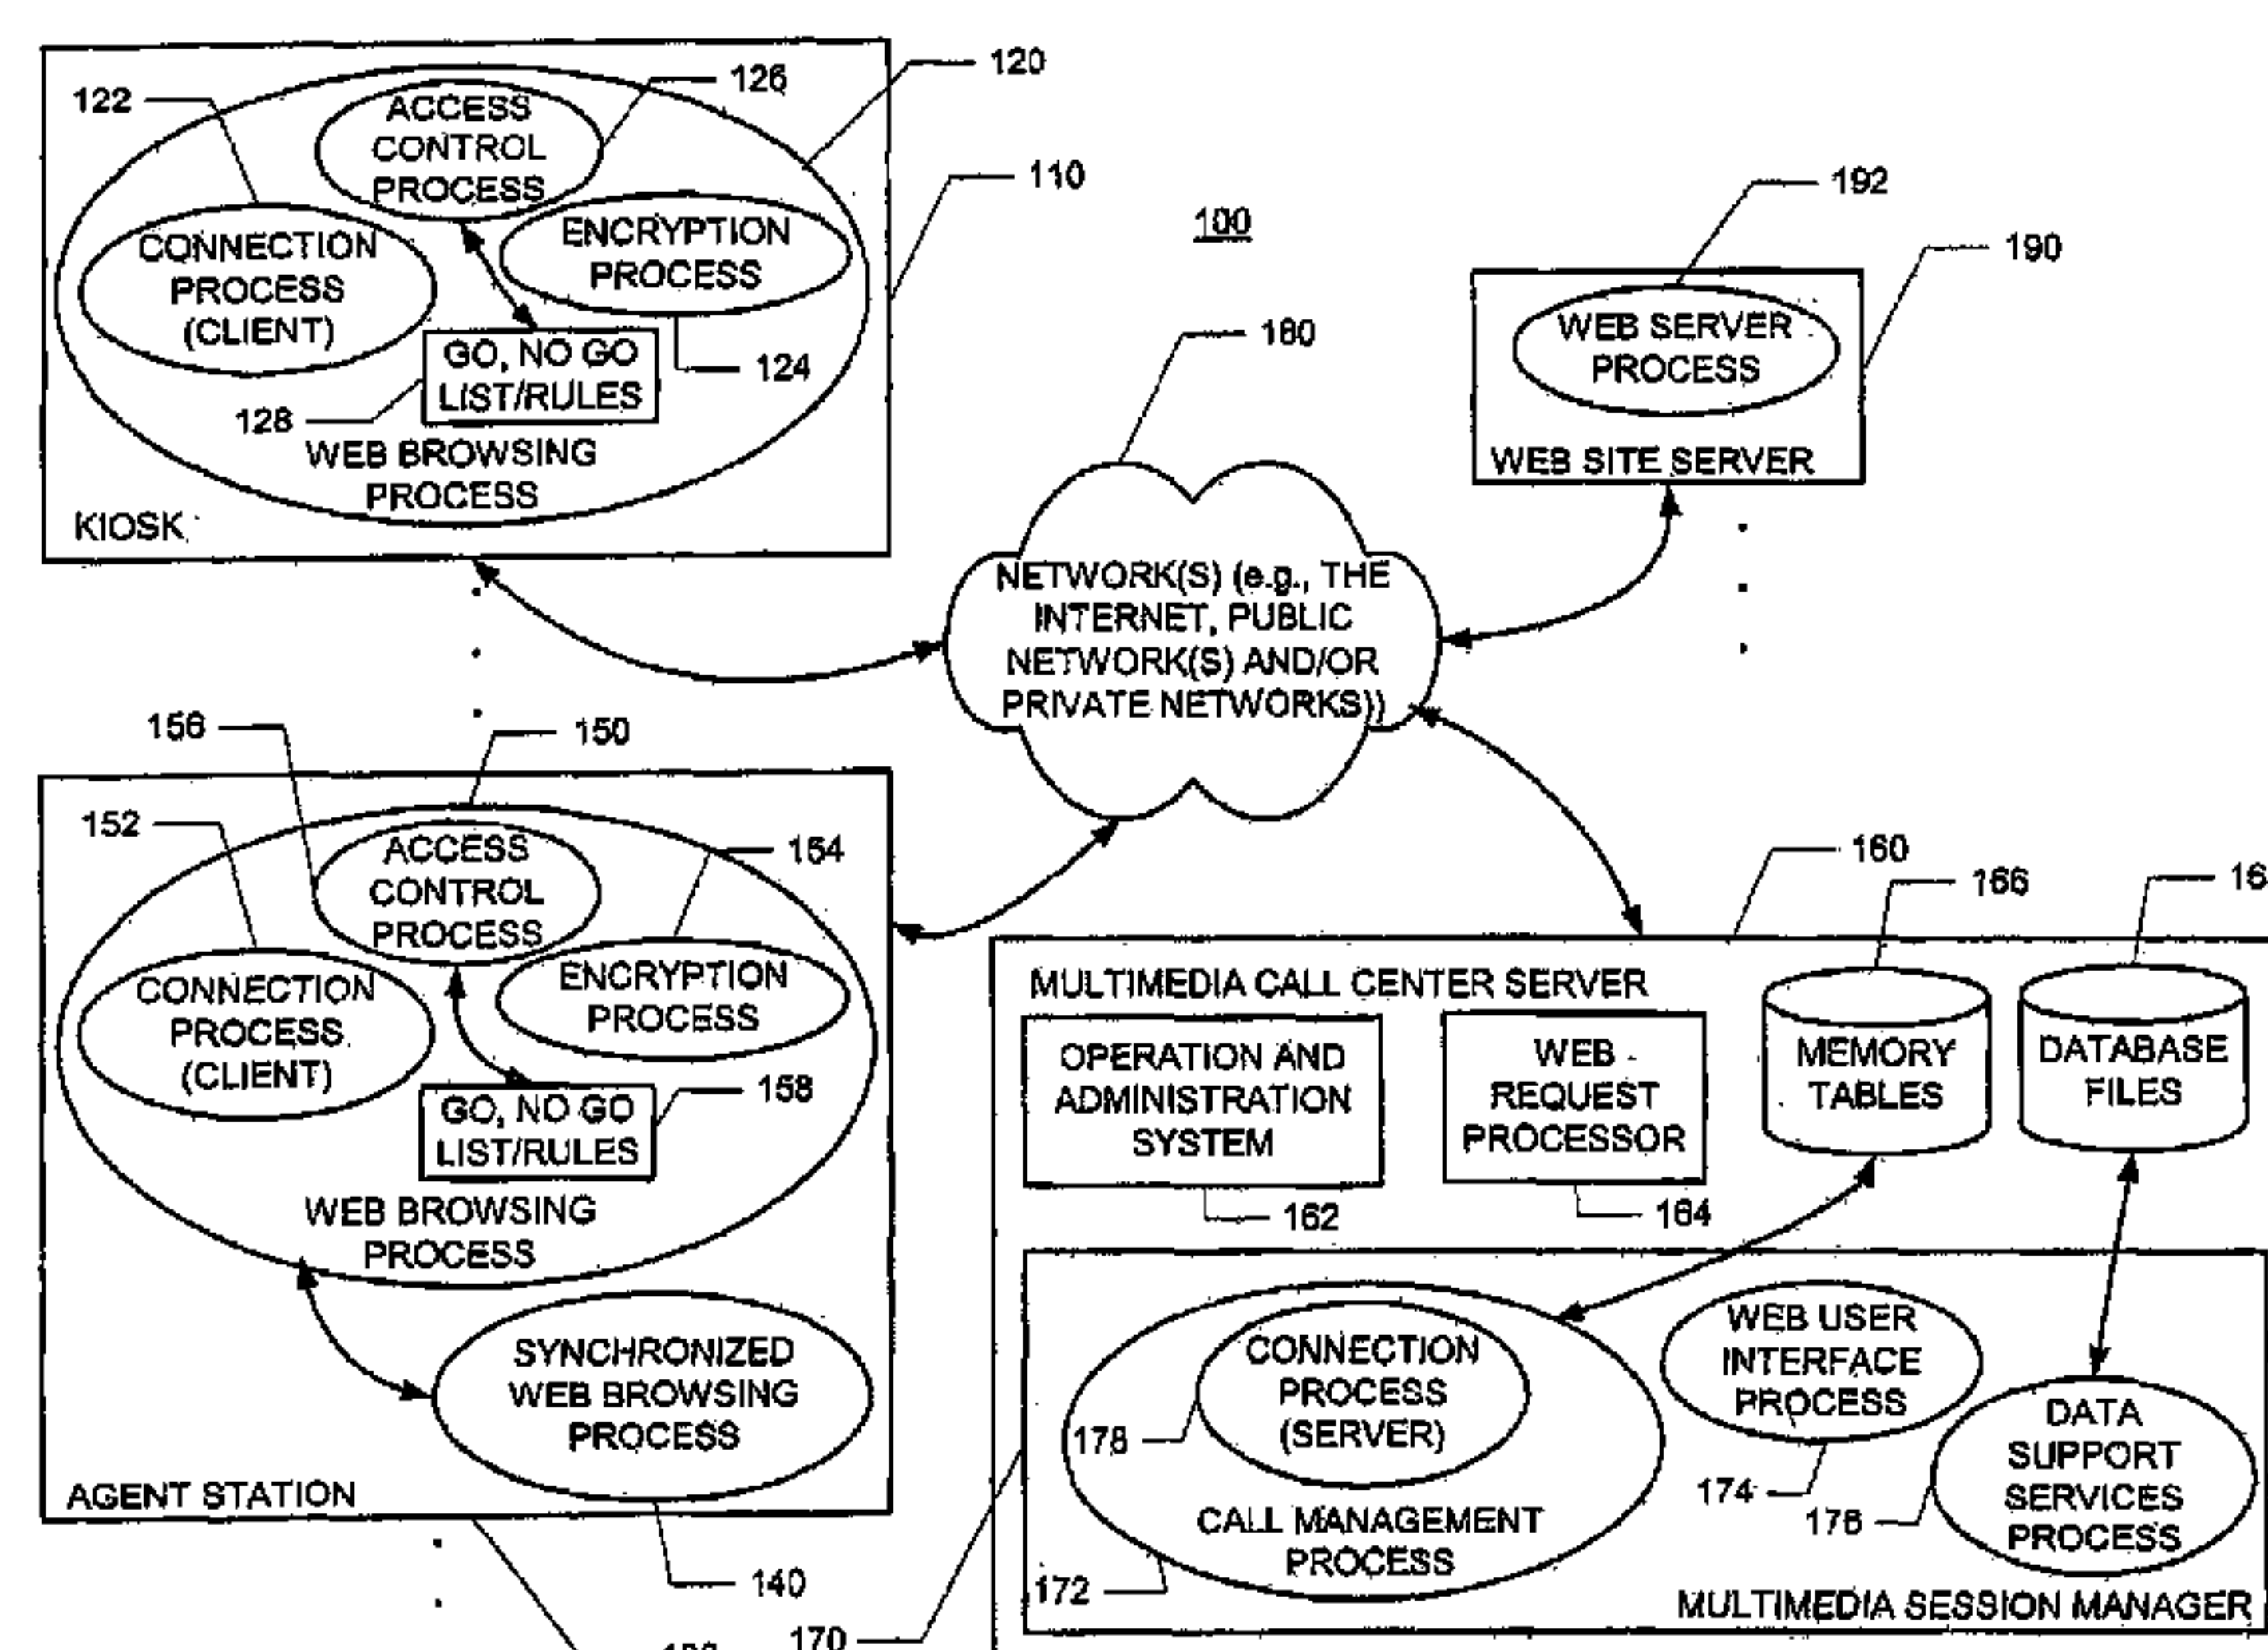 120
126
122
ACCESS
CONTROL
PROCESS
110
192
CONNECTION
PROCESS
(CLIENT)
ENCRYPTION
PROCESS
100
190
WEB SERVER
PROCESS
GO, NO GO
LIST/RULES
124
128
180
WEB BROWSING
PROCESS
WEB SITE SERVER
KIOSK
NETWORK(S) (e.g., THE
INTERNET, PUBLIC
NETWORK(S) AND/OR
PRIVATE NETWORKS))
156
150
152
ACCESS
CONTROL
PROCESS
154
160
166
CONNECTION
PROCESS
(CLIENT)
ENCRYPTION
PROCESS
MULTIMEDIA CALL CENTER SERVER
OPERATION AND
ADMINISTRATION
SYSTEM
WEB
REQUEST
PROCESSOR
MEMORY
TABLES
DATABASE
FILES
GO, NO GO
LIST/RULES
158
162
164
WEB BROWSING
PROCESS
SYNCHRONIZED
WEB BROWSING
PROCESS
CONNECTION
PROCESS
(SERVER)
178
WEB USER
INTERFACE
PROCESS
174
DATA
SUPPORT
SERVICES
PROCESS
176
AGENT STATION
CALL MANAGEMENT
PROCESS
140
172
MULTIMEDIA SESSION MANAGER
170